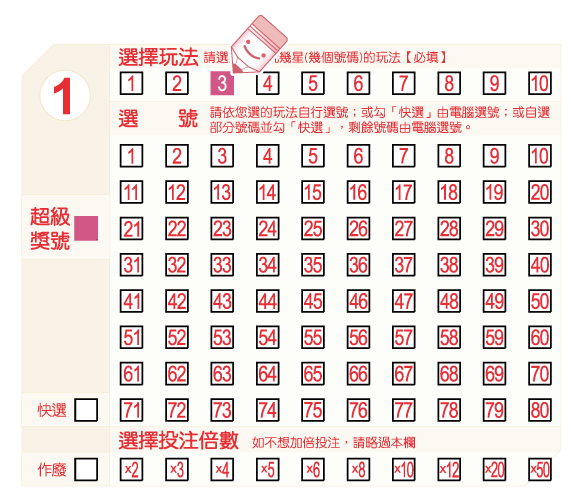 1
選擇玩法 請選 幾星(幾個號碼)的玩法【必填】
1 2 3 4 5 6 7 8 9 10
選 號 請依您選的玩法自行選號；或勾「快選」由電腦選號；或自選
部分號碼並勾「快選」，剩餘號碼由電腦選號。
1 2 3 4 5 6 7 8 9 10
11 12 13 14 15 16 17 18 19 20
超級
獎號
21 22 23 24 25 26 27 28 29 30
31 32 33 34 35 36 37 38 39 40
41 42 43 44 45 46 47 48 49 50
51 52 53 54 55 56 57 58 59 60
61 62 63 64 65 66 67 68 69 70
快選 71 72 73 74 75 76 77 78 79 80
選擇投注倍數 如不想加倍投注，請略過本欄
作廢 ×2 ×3 ×4 ×5 ×6 ×8 ×10 ×12 ×20 ×50